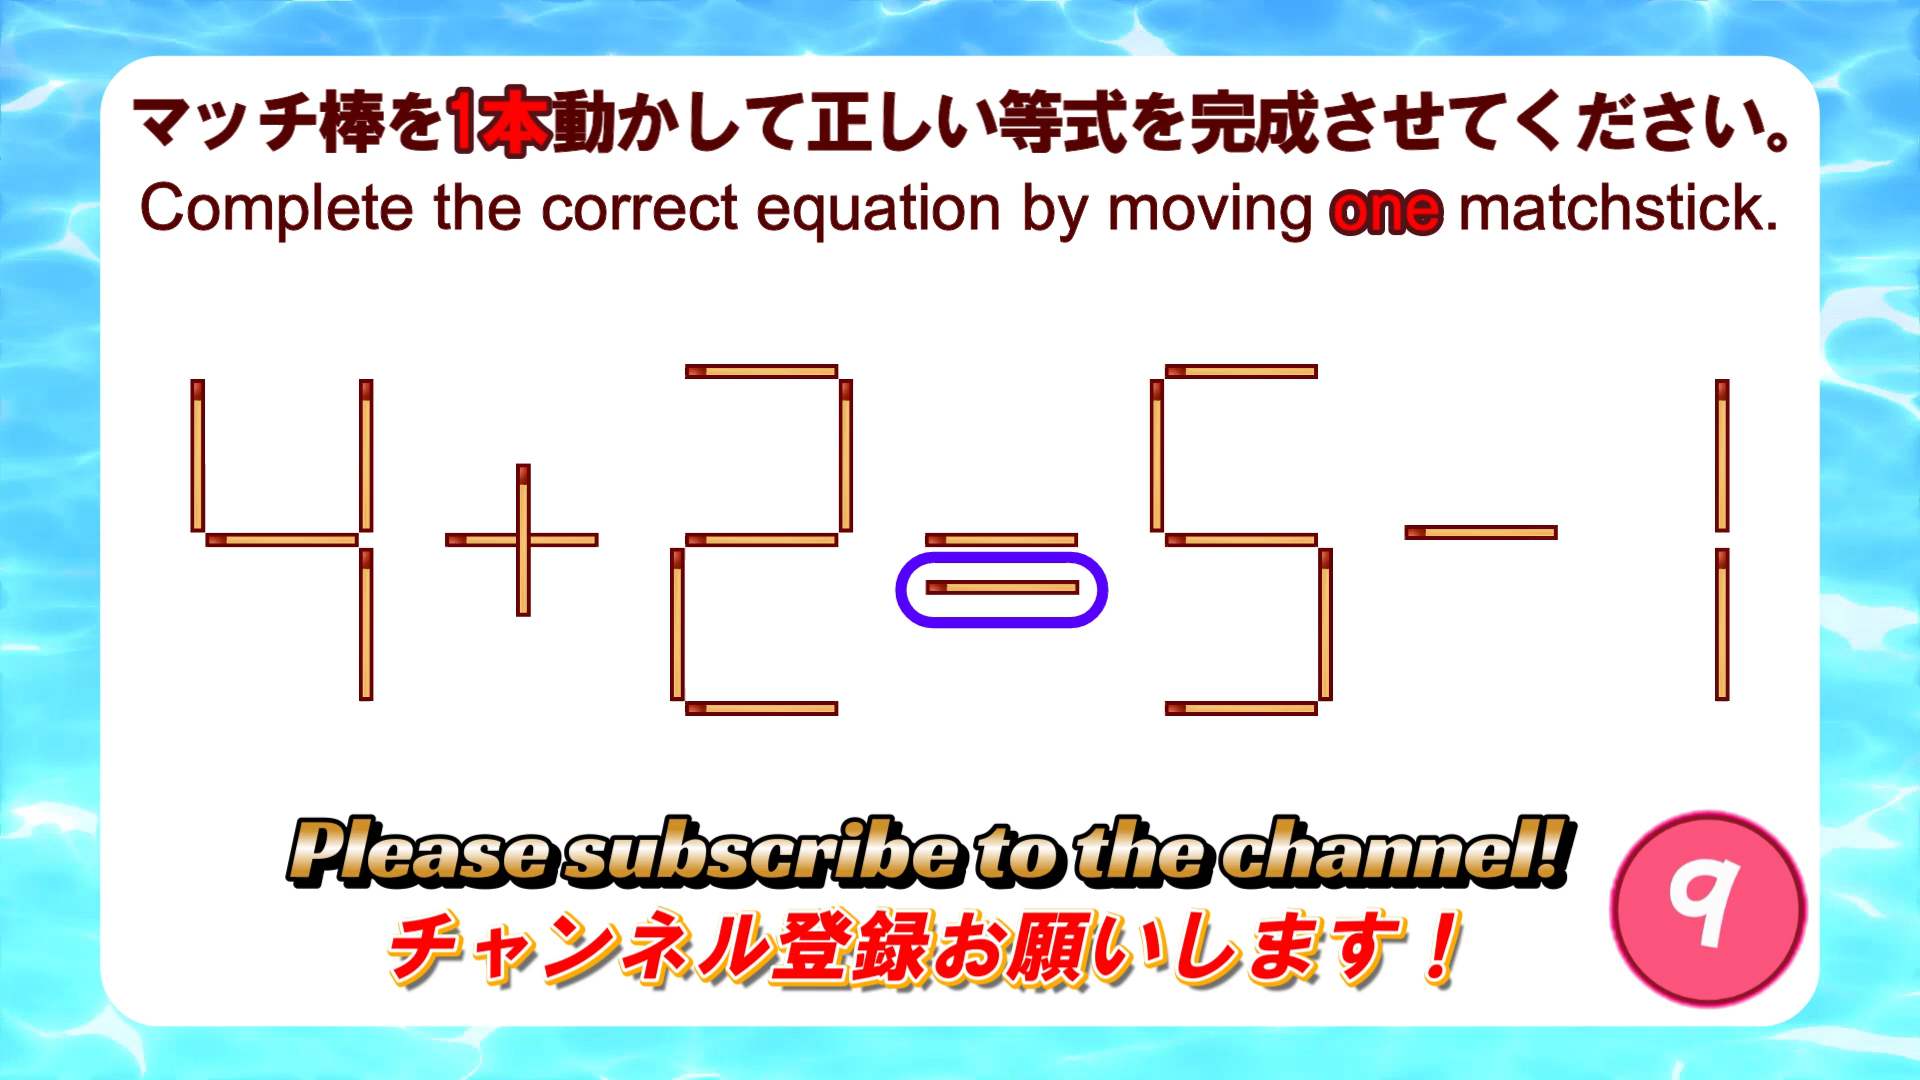 マッチ棒を1本動かして正しい等式を完成させてください。
Complete the correct equation by moving one matchstick.
4+2=5-1
Please subscribe to the channel!
チャンネル登録お願いします！
9